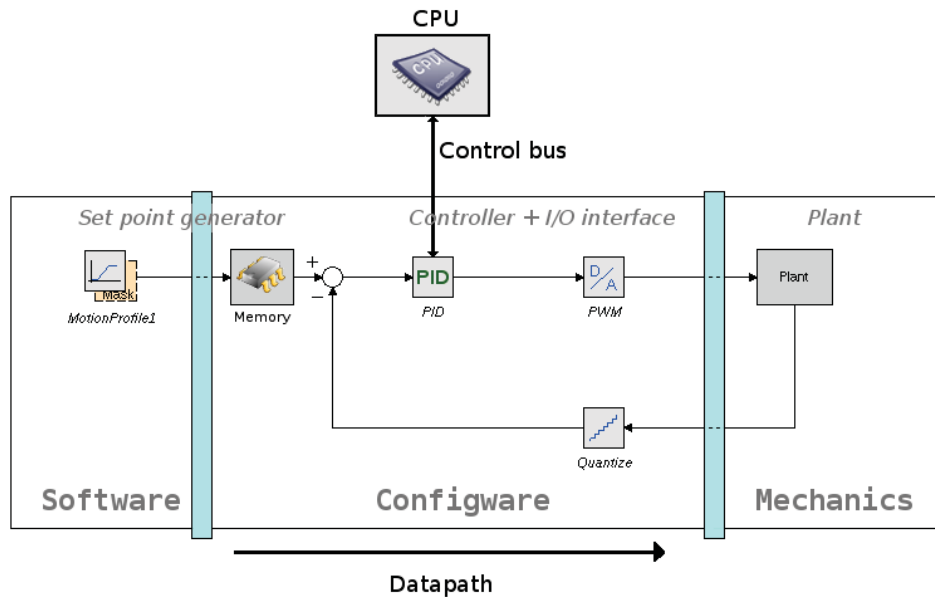 CPU
CPU
Control bus
Set point generator
Controller + I/O interface
Plant
+
−
Mask
PID
D/A
Plant
MotionProfile1
Memory
PID
PWM
Quantize
Software
Configware
Mechanics
Datapath